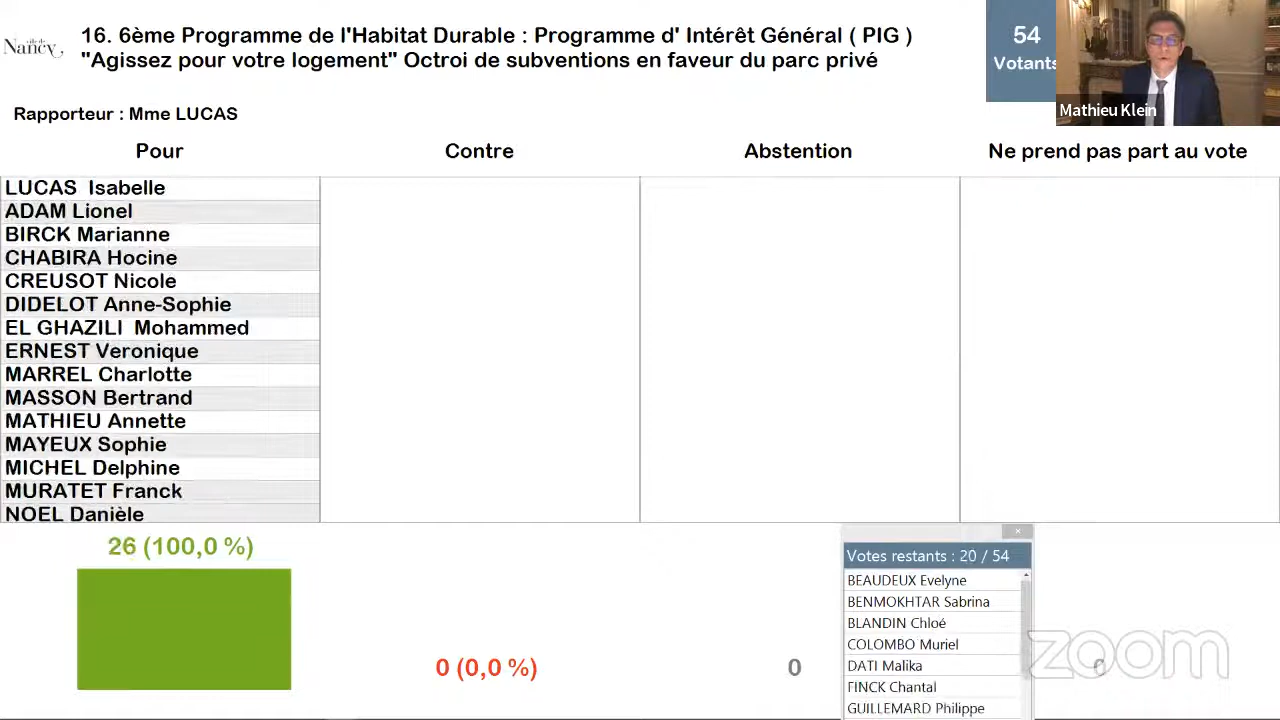 ville de
Nancy,
16. 6ème Programme de l'Habitat Durable : Programme d' Intérêt Général ( PIG )
"Agissez pour votre logement" Octroi de subventions en faveur du parc privé
54
Votants
Mathieu Klein
Rapporteur : Mme LUCAS
Pour
Contre
Abstention
Ne prend pas part au vote
LUCAS Isabelle
ADAM Lionel
BIRCK Marianne
CHABIRA Hocine
CREUSOT Nicole
DIDELOT Anne-Sophie
EL GHAZILI Mohammed
ERNEST Veronique
MARREL Charlotte
MASSON Bertrand
MATHIEU Annette
MAYEUX Sophie
MICHEL Delphine
MURATET Franck
NOEL Danièle
26 (100,0 %)
0 (0,0 %)
0
0
Votes restants : 20 / 54
BEAUDEUX Evelyne
BENMOKHTAR Sabrina
BLANDIN Chloé
COLOMBO Muriel
DATI Malika
FINCK Chantal
GUILLEMARD Philippe
zoom